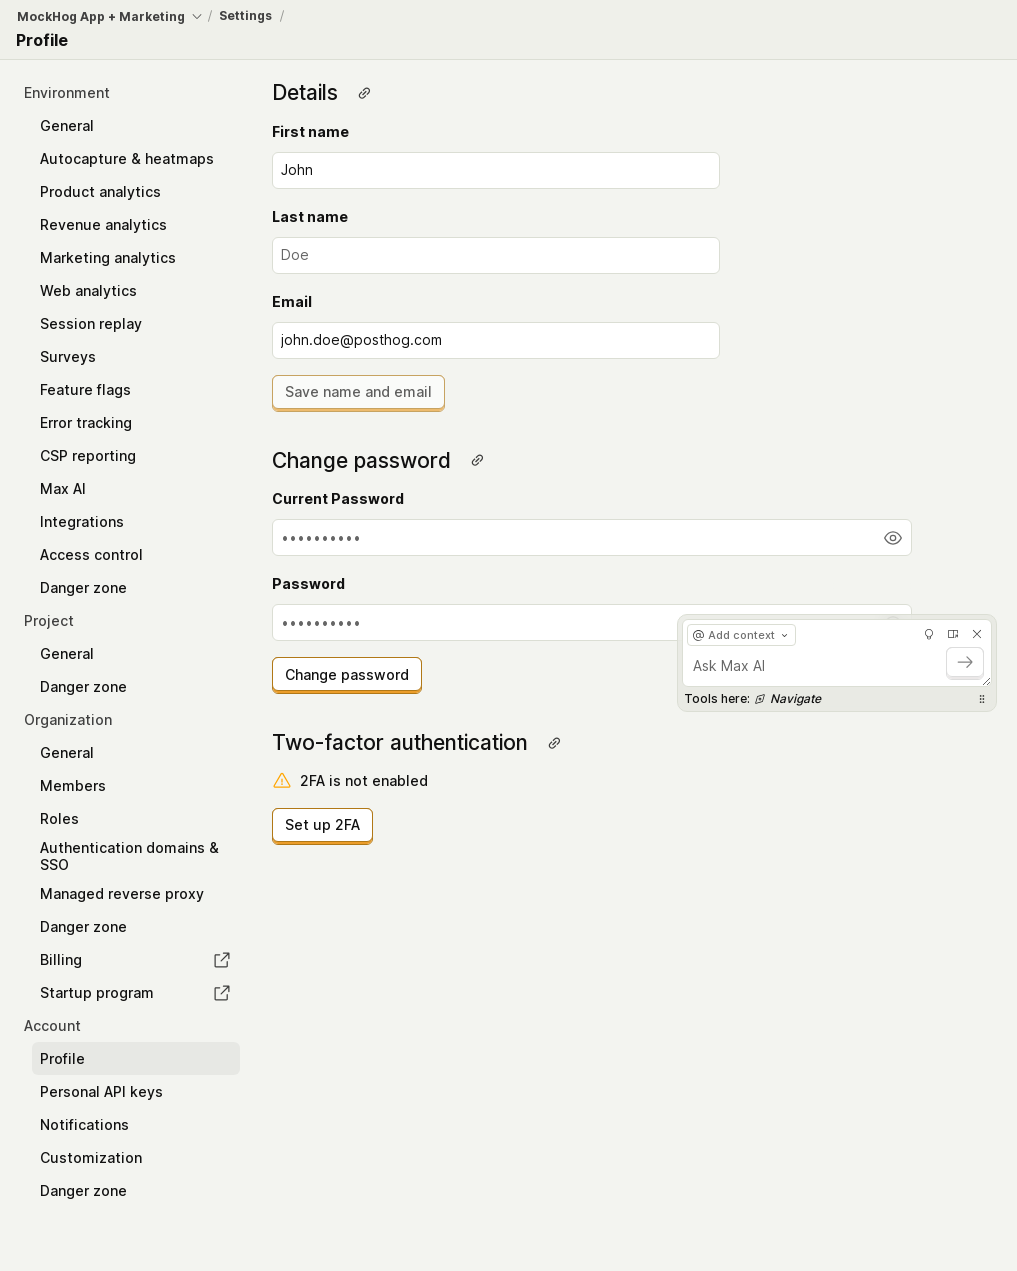 MockHog App + Marketing / Settings /
Profile
Environment
General
Autocapture & heatmaps
Product analytics
Revenue analytics
Marketing analytics
Web analytics
Session replay
Surveys
Feature flags
Error tracking
CSP reporting
Max AI
Integrations
Access control
Danger zone
Project
General
Danger zone
Organization
General
Members
Roles
Authentication domains &
SSO
Managed reverse proxy
Danger zone
Billing
Startup program
Account
Profile
Personal API keys
Notifications
Customization
Danger zone
Details
First name
John
Last name
Doe
Email
john.doe@posthog.com
Save name and email
Change password
Current Password
••••••••••
Password
••••••••••
Change password
Two-factor authentication
2FA is not enabled
Set up 2FA
@ Add context
Ask Max AI
Tools here: Navigate